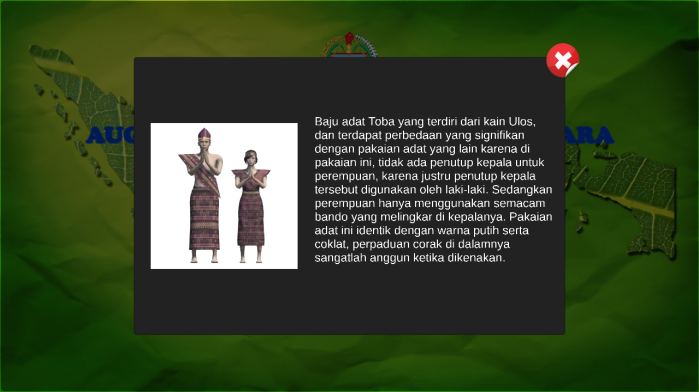 Baju adat Toba yang terdiri dari kain Ulos,
dan terdapat perbedaan yang signifikan
dengan pakaian adat yang lain karena di
pakaian ini, tidak ada penutup kepala untuk
perempuan, karena justru penutup kepala
tersebut digunakan oleh laki-laki. Sedangkan
perempuan hanya menggunakan semacam
bando yang melingkar di kepalanya. Pakaian
adat ini identik dengan warna putih serta
coklat, perpaduan corak di dalamnya
sangatlah anggun ketika dikenakan.